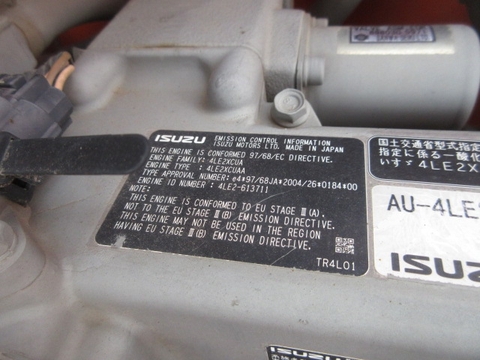 ISUZU EMISSION CONTROL INFORMATION
ISUZU MOTORS LTD. MADE IN JAPAN
THIS ENGINE IS CONFORMED 97/68/EC DIRECTIVE.
ENGINE FAMILY: 4LE2XCUA
ENGINE TYPE : 4LE2XCUAA
TYPE APPROVAL NUMBER: e4*97/68JA*2004/26*0184*00
ENGINE ID NUMBER : 4LE2-613711
THIS ENGINE IS CONFORMED TO EU STAGE Ⅲ(A),
NOT TO EU STAGE Ⅲ(B) EMISSION DIRECTIVE.
THIS ENGINE MAY NOT BE USED IN THE REGION
HAVING EU STAGE Ⅲ(B) EMISSION DIRECTIVE.
TR4L01
国土交通省型式指定
指定に係る一酸化
いすゞ4LE2X
AU-4LE
ISUZU
ISUZU